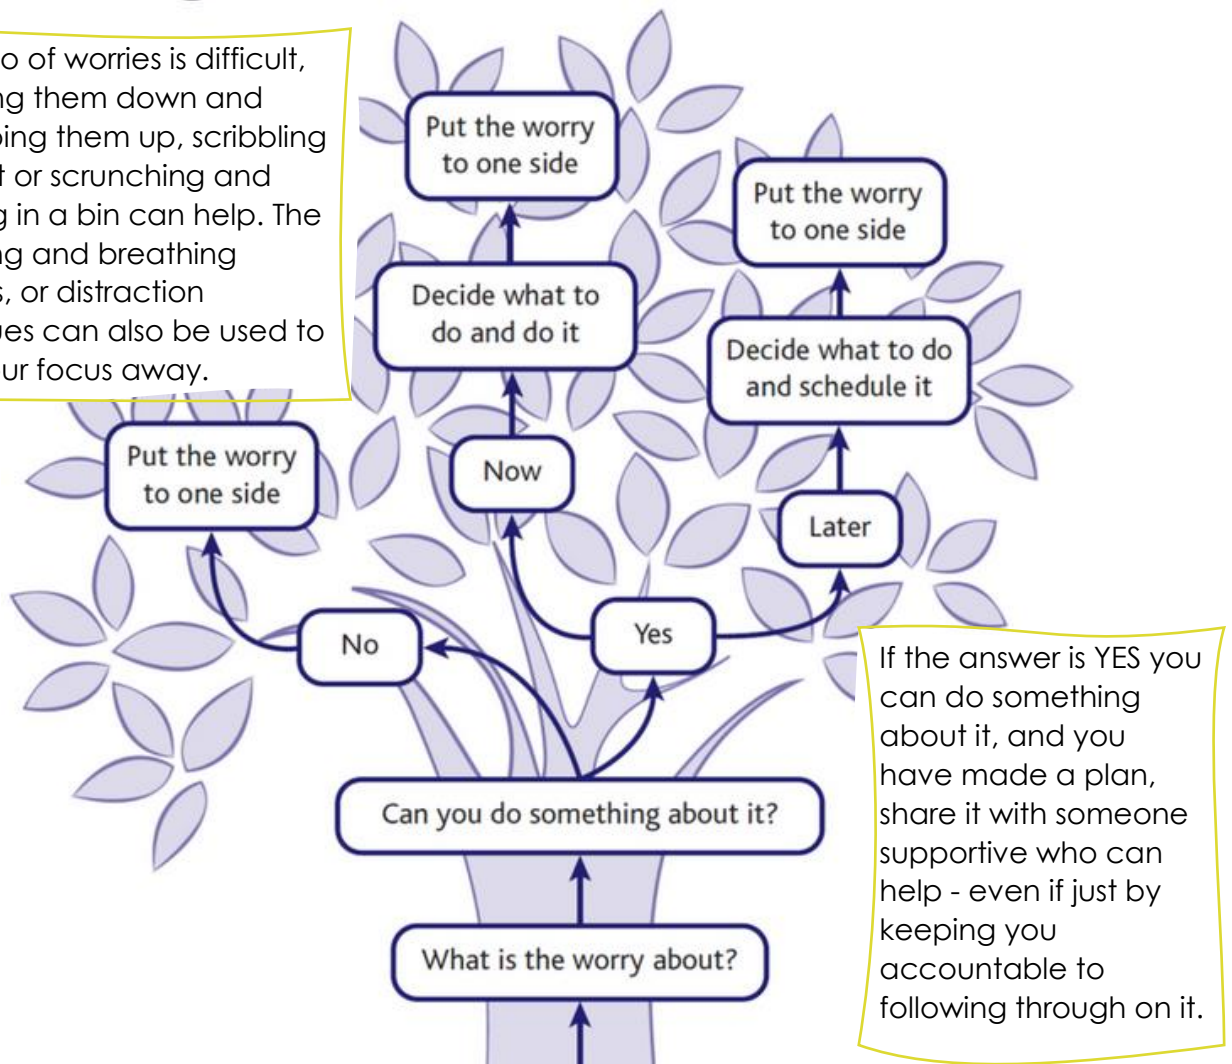 o of worries is difficult,
ng them down and
ing them up, scribbling
t or scrunching and
g in a bin can help. The
ng and breathing
s, or distraction
ues can also be used to
ur focus away.
Put the worry
to one side
Put the worry
to one side
Decide what to
do and do it
Decide what to do
and schedule it
Put the worry
to one side
Now
Later
No
Yes
If the answer is YES you
can do something
about it, and you
have made a plan,
share it with someone
supportive who can
help - even if just by
keeping you
accountable to
following through on it.
Can you do something about it?
What is the worry about?